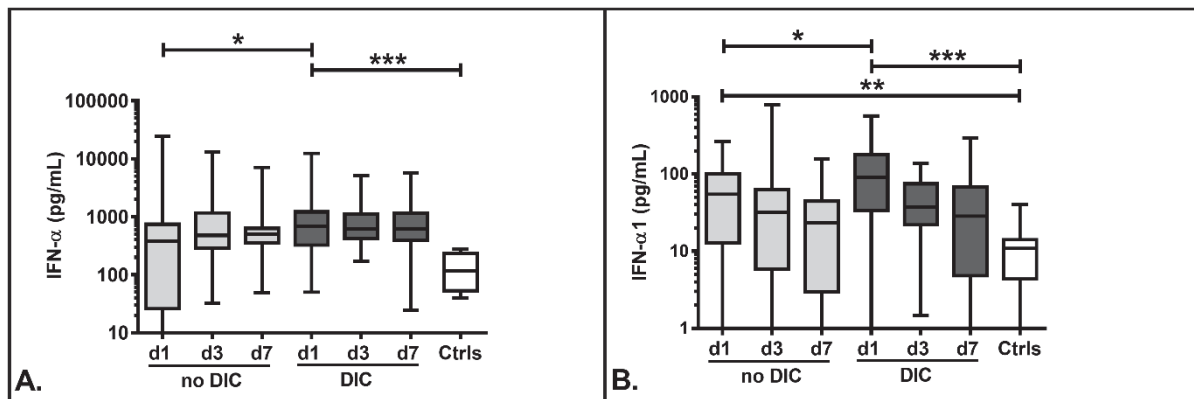 * ***
100000
10000
1000
100
10
IFN-α (pg/mL)
d1 d3 d7 d1 d3 d7 Ctrls
no DIC DIC
A.
* ***
**
1000
100
10
1
IFN-α1 (pg/mL)
d1 d3 d7 d1 d3 d7 Ctrls
no DIC DIC
B.